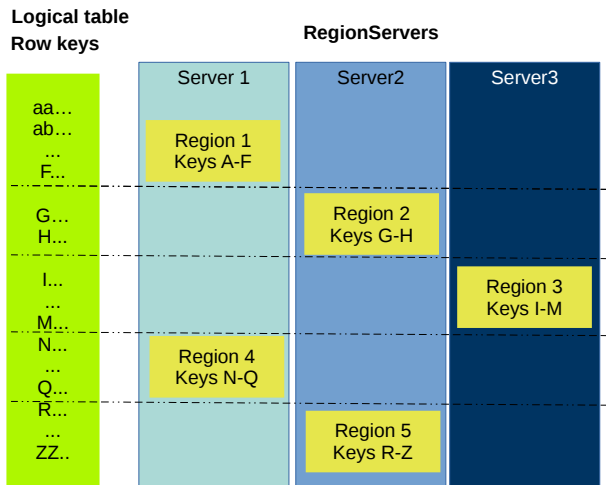 Logical table
Row keys
RegionServers
Server 1
Server2
Server3
aa...
ab...
...
F...
Region 1
Keys A-F
G...
H...
Region 2
Keys G-H
I...
...
M...
Region 3
Keys I-M
N...
...
Q...
Region 4
Keys N-Q
R...
...
ZZ..
Region 5
Keys R-Z